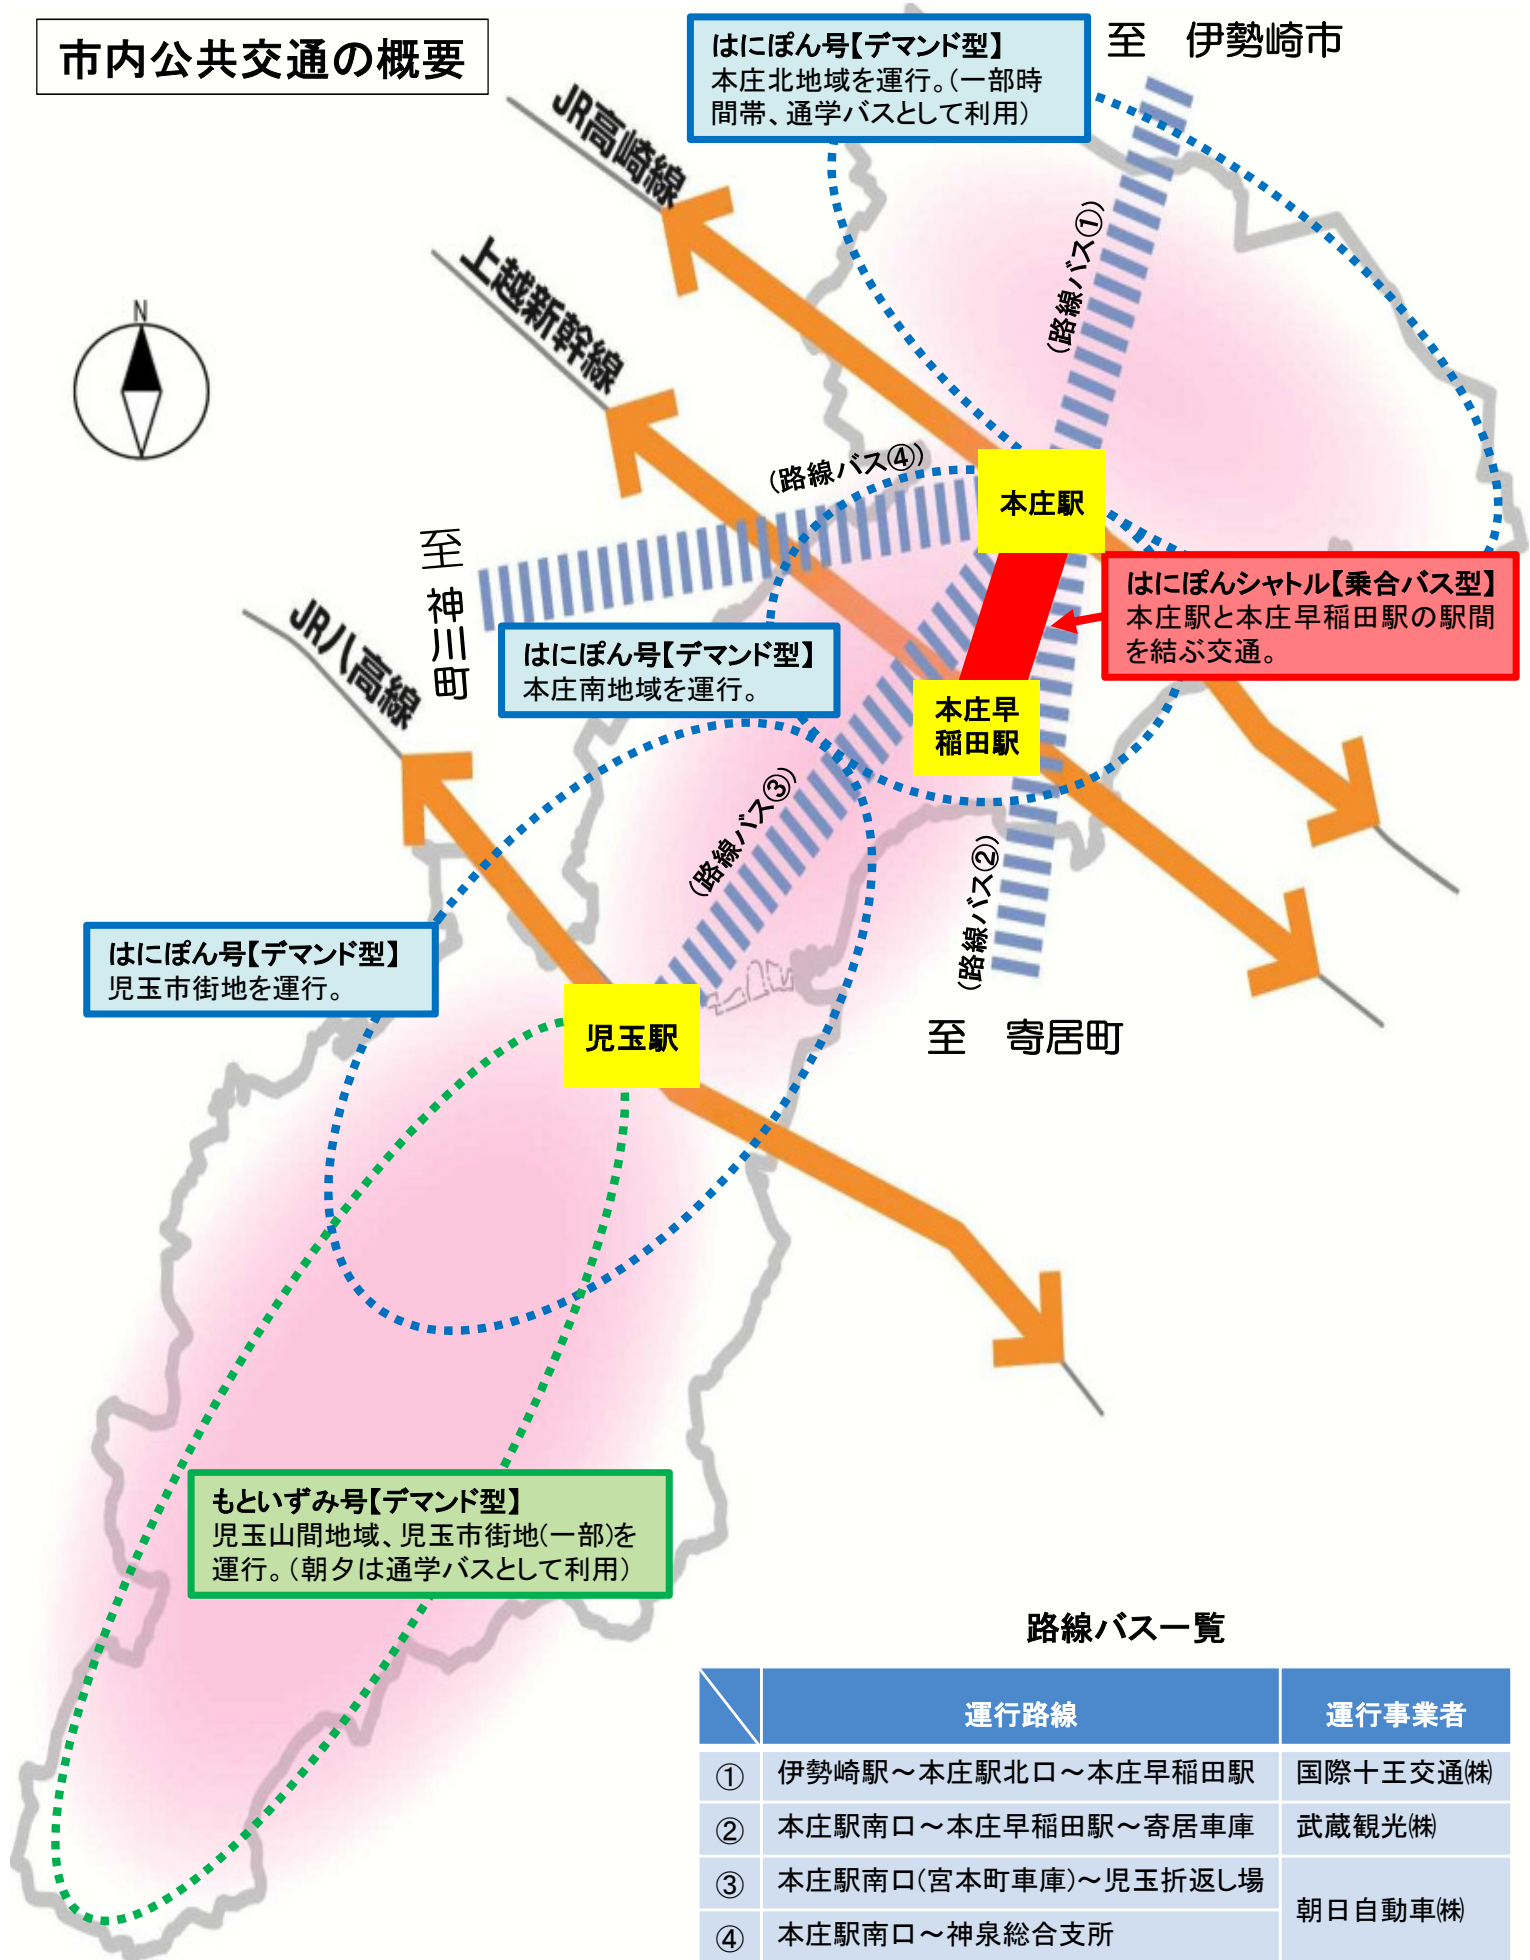 市内公共交通の概要
はにぽん号【デマンド型】
本庄北地域を運行。(一部時
間帯、通学バスとして利用)
至　伊勢崎市
JR高崎線
上越新幹線
N
(路線バス①)
(路線バス④)
本庄駅
至　神川町
はにぽんシャトル【乗合バス型】
本庄駅と本庄早稲田駅の駅間
を結ぶ交通。
JR八高線
はにぽん号【デマンド型】
本庄南地域を運行。
本庄早
稲田駅
(路線バス③)
(路線バス②)
はにぽん号【デマンド型】
児玉市街地を運行。
児玉駅
至　寄居町
もといずみ号【デマンド型】
児玉山間地域、児玉市街地(一部)を
運行。(朝夕は通学バスとして利用)
路線バス一覧
運行路線　運行事業者
①　伊勢崎駅～本庄駅北口～本庄早稲田駅　国際十王交通㈱
②　本庄駅南口～本庄早稲田駅～寄居車庫　武蔵観光㈱
③　本庄駅南口(宮本町車庫)～児玉折返し場　朝日自動車㈱
④　本庄駅南口～神泉総合支所